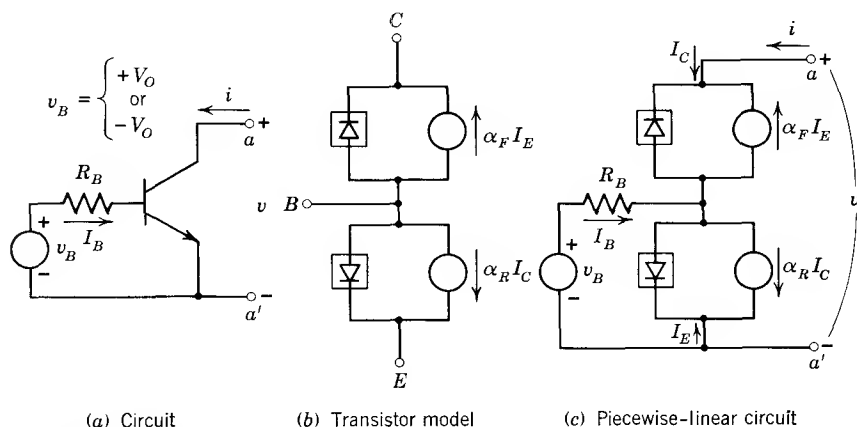 v_B = { +V_O or -V_O
i
a
+
R_B
I_B
+
v_B
-
v
-
a'
(a) Circuit
C
α_F I_E
B
α_R I_C
E
(b) Transistor model
I_C
i
+
a
α_F I_E
R_B
I_B
+
v_B
-
α_R I_C
I_E
v
-
a'
(c) Piecewise-linear circuit